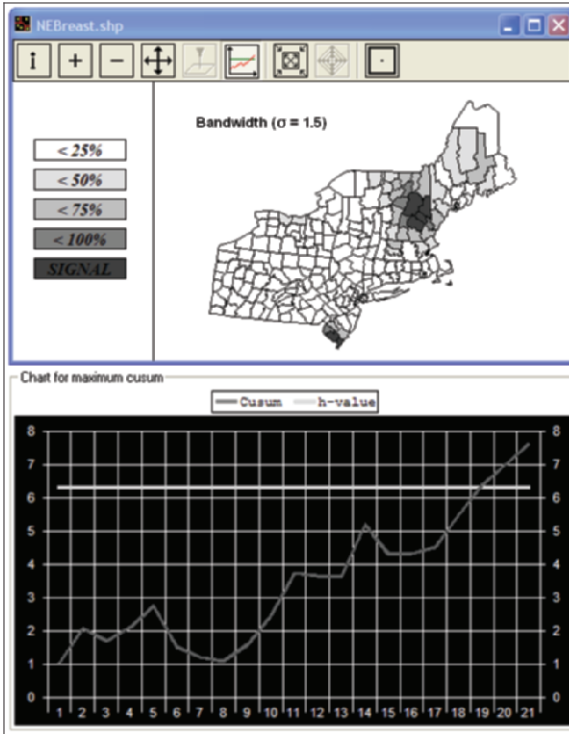 NEBreast.shp
i + −
Bandwidth (σ = 1.5)
< 25%
< 50%
< 75%
< 100%
SIGNAL
Chart for maximum cusum
Cusum h-value
8 8
7 7
6 6
5 5
4 4
3 3
2 2
1 1
0 0
1 2 3 4 5 6 7 8 9 10 11 12 13 14 15 16 17 18 19 20 21